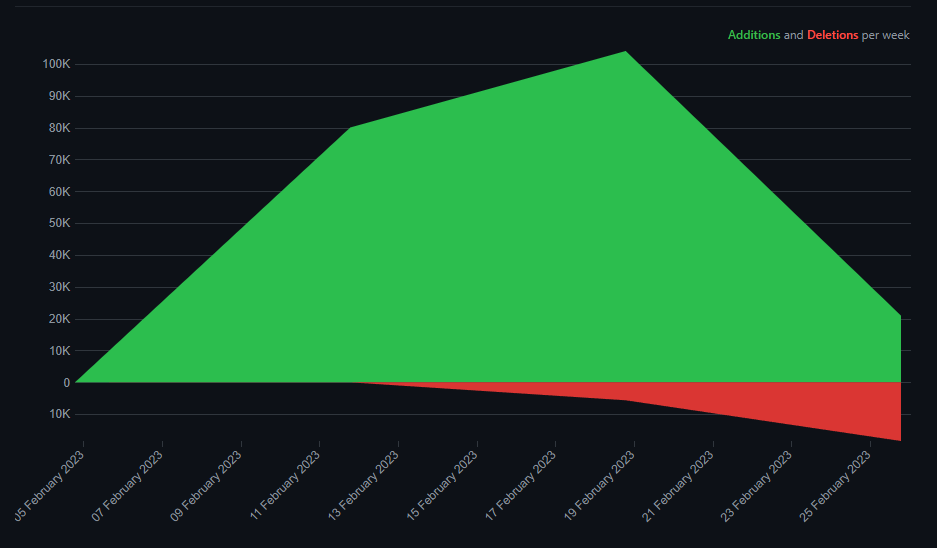 Additions and Deletions per week
100K
90K
80K
70K
60K
50K
40K
30K
20K
10K
0
10K
05 February 2023
07 February 2023
09 February 2023
11 February 2023
13 February 2023
15 February 2023
17 February 2023
19 February 2023
21 February 2023
23 February 2023
25 February 2023